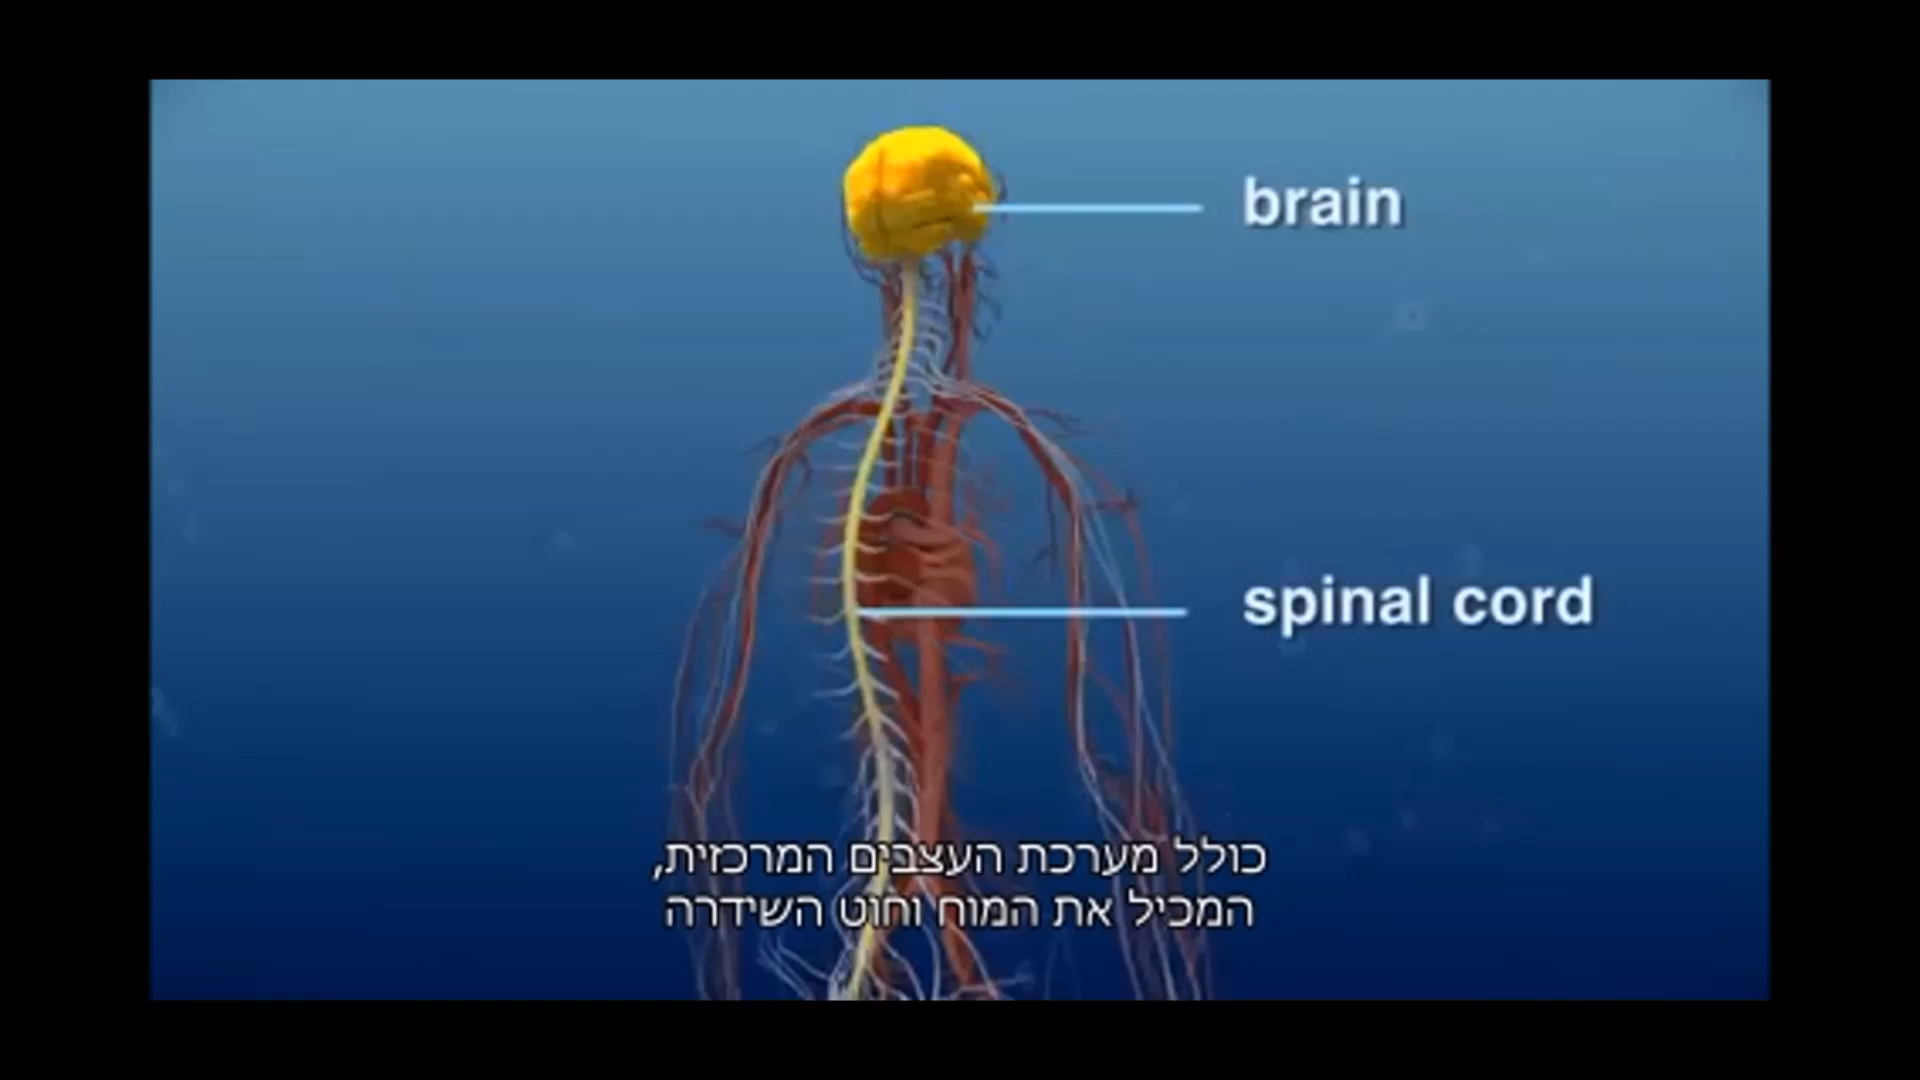 brain
spinal cord
כולל מערכת העצבים המרכזית,
המכיל את המוח וחוט השידרה